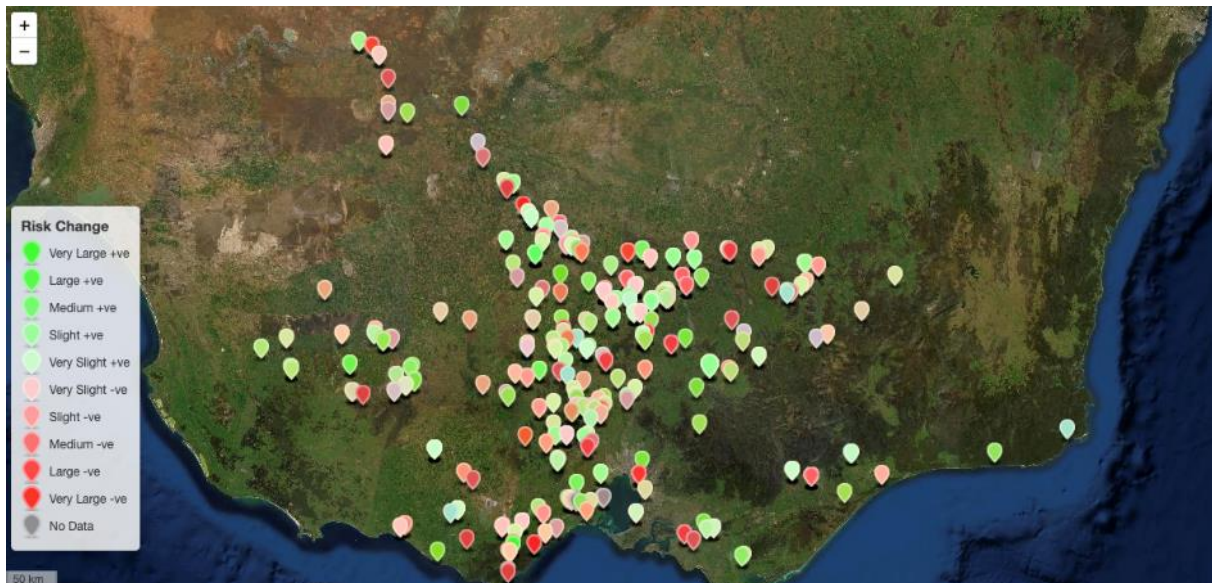 +
−
Risk Change
Very Large +ve
Large +ve
Medium +ve
Slight +ve
Very Slight +ve
Very Slight -ve
Slight -ve
Medium -ve
Large -ve
Very Large -ve
No Data
50 km